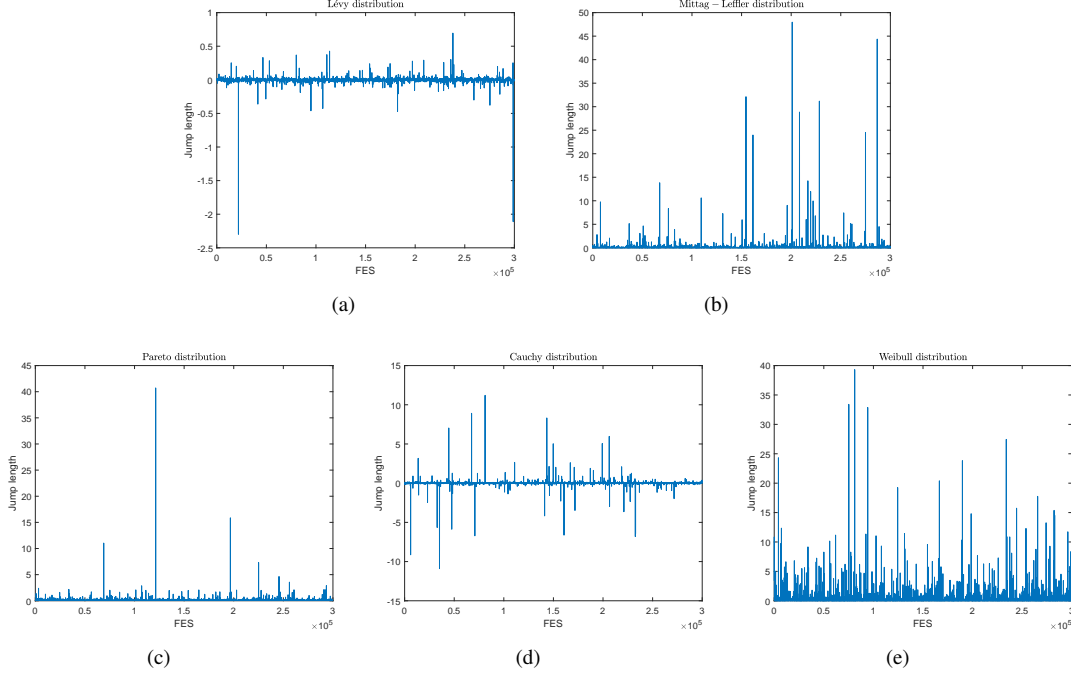 Lévy distribution
1
0.5
0
-0.5
-1
-1.5
-2
-2.5
Jump length
0 0.5 1 1.5 2 2.5 3
FES
×10^5
(a)
Mittag – Leffler distribution
50
45
40
35
30
25
20
15
10
5
0
Jump length
0 0.5 1 1.5 2 2.5 3
FES
×10^5
(b)
Pareto distribution
45
40
35
30
25
20
15
10
5
0
Jump length
0 0.5 1 1.5 2 2.5 3
FES
×10^5
(c)
Cauchy distribution
15
10
5
0
-5
-10
-15
Jump length
0.5 1 1.5 2 2.5 3
FES
×10^5
(d)
Weibull distribution
40
35
30
25
20
15
10
5
0
Jump length
0 0.5 1 1.5 2 2.5 3
FES
×10^5
(e)